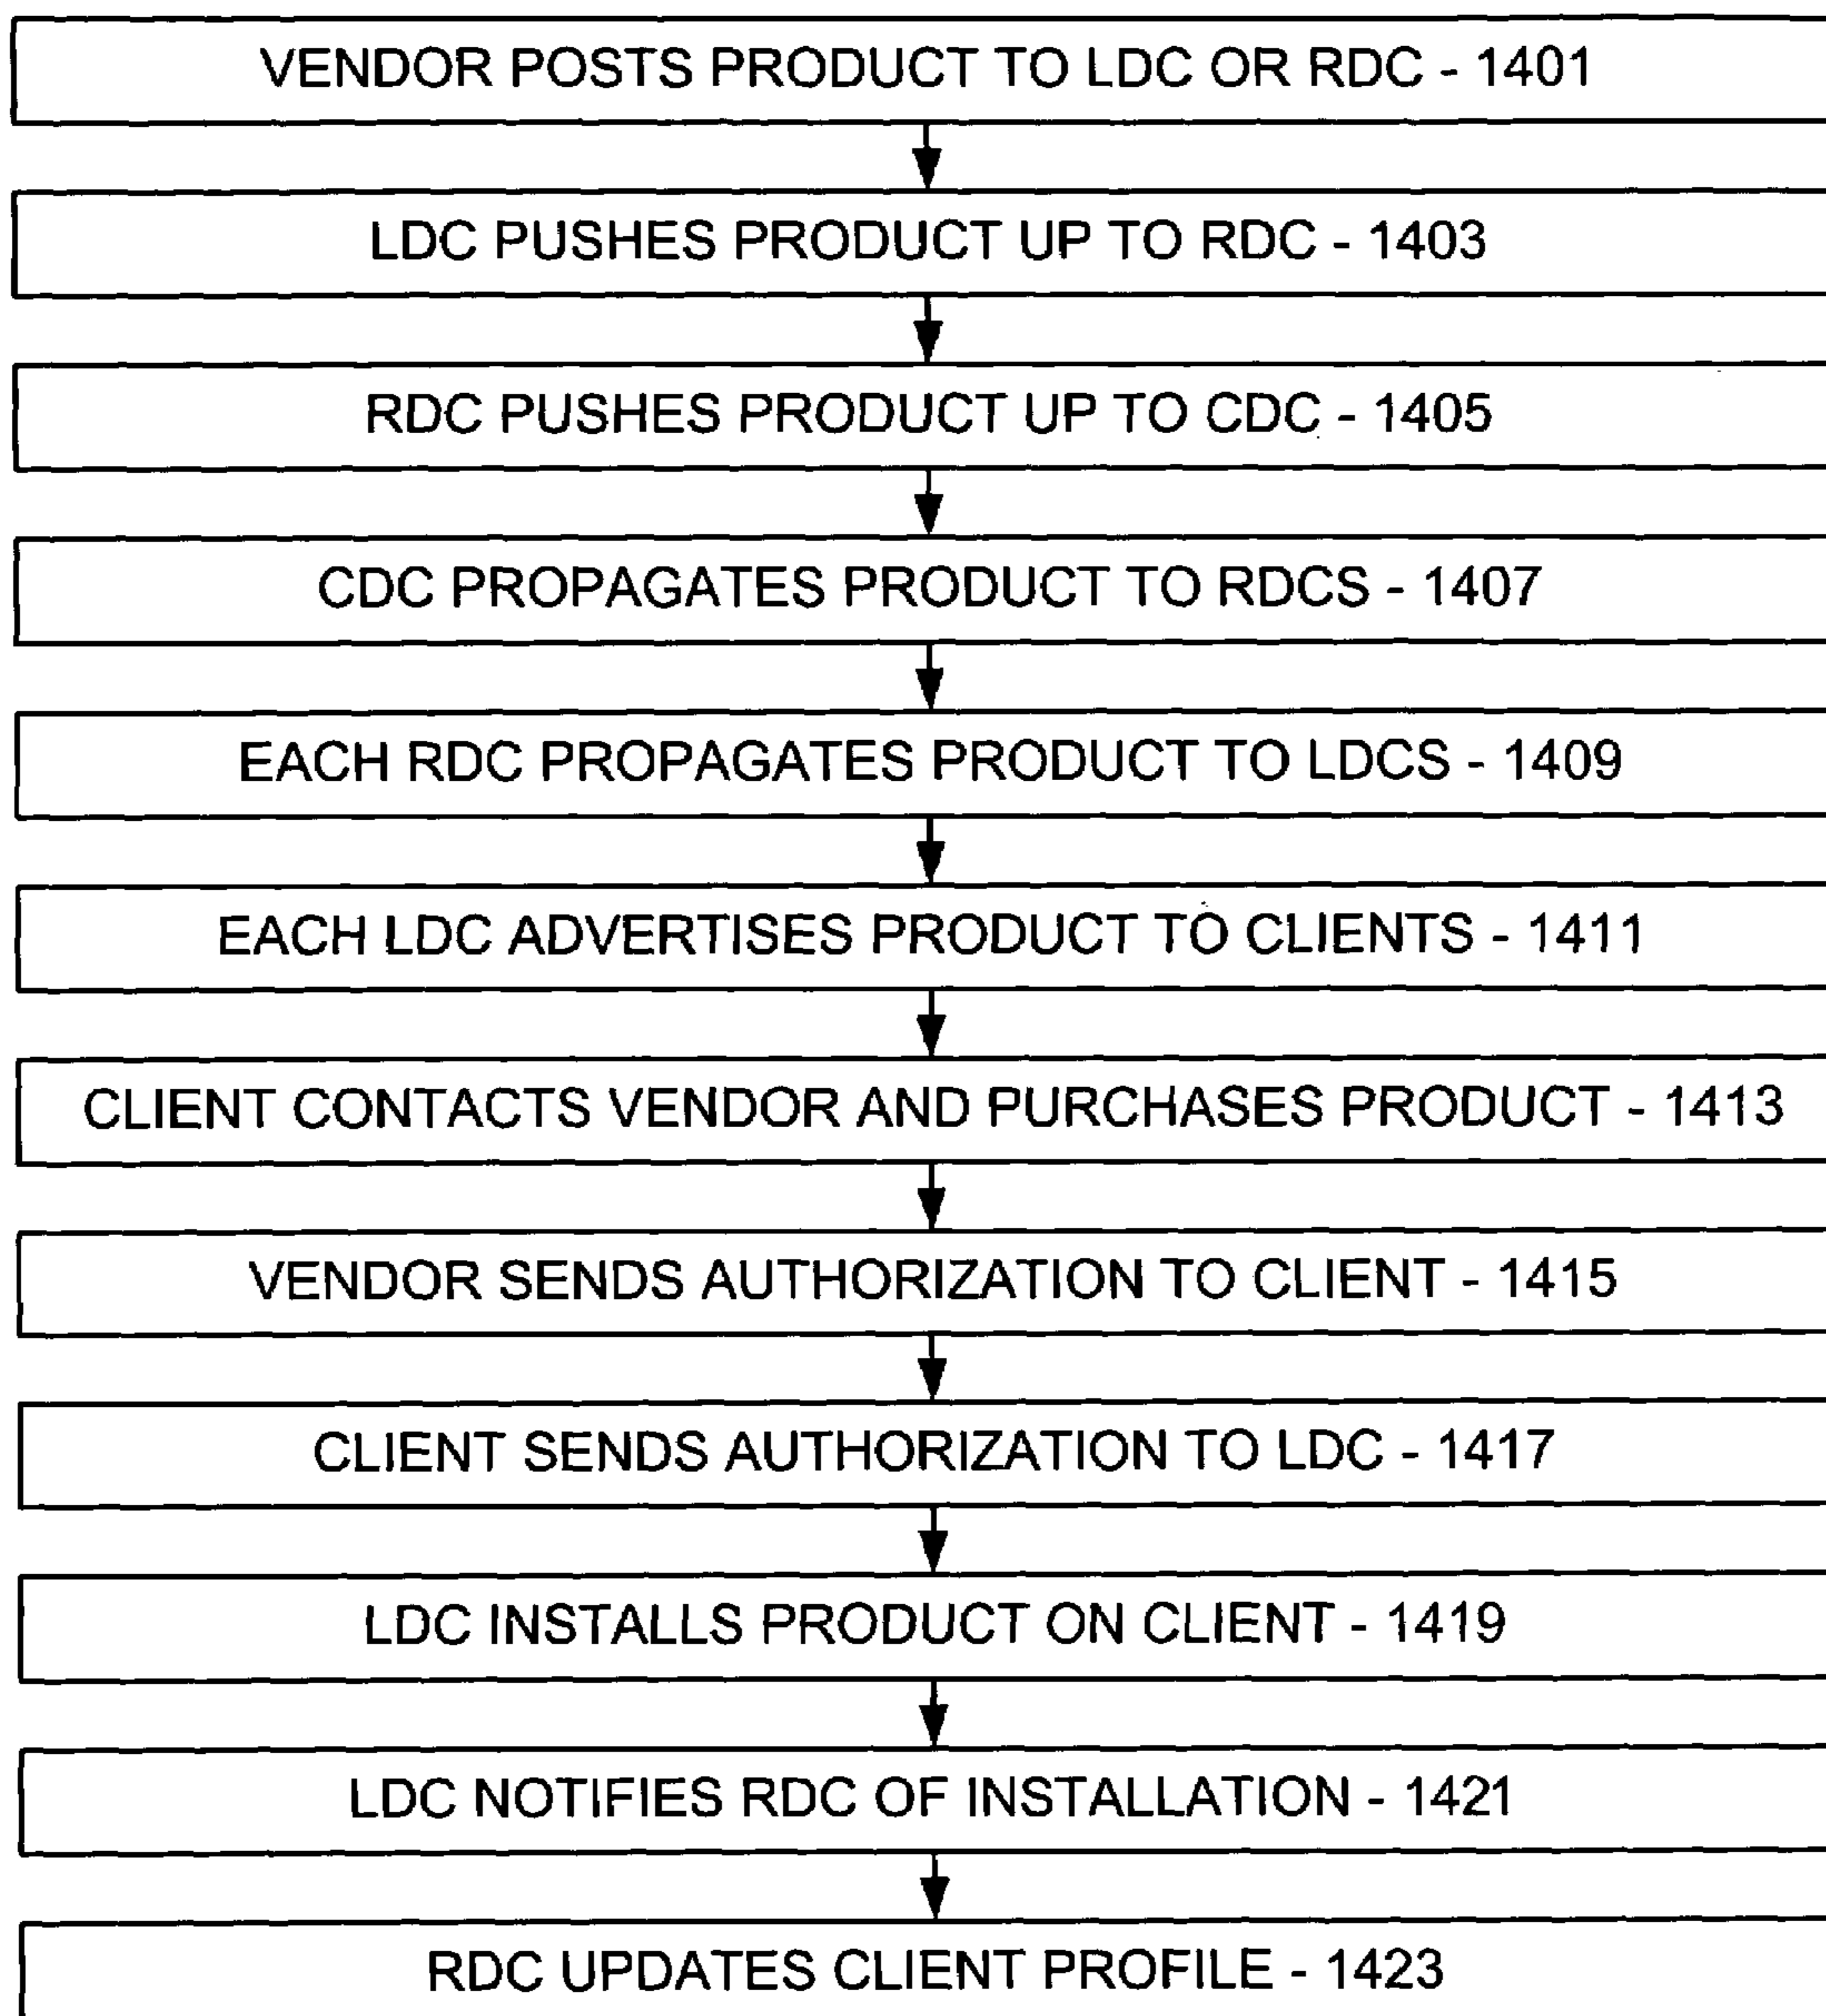 VENDOR POSTS PRODUCT TO LDC OR RDC - 1401
LDC PUSHES PRODUCT UP TO RDC - 1403
RDC PUSHES PRODUCT UP TO CDC - 1405
CDC PROPAGATES PRODUCT TO RDCS - 1407
EACH RDC PROPAGATES PRODUCT TO LDCS - 1409
EACH LDC ADVERTISES PRODUCT TO CLIENTS - 1411
CLIENT CONTACTS VENDOR AND PURCHASES PRODUCT - 1413
VENDOR SENDS AUTHORIZATION TO CLIENT - 1415
CLIENT SENDS AUTHORIZATION TO LDC - 1417
LDC INSTALLS PRODUCT ON CLIENT - 1419
LDC NOTIFIES RDC OF INSTALLATION - 1421
RDC UPDATES CLIENT PROFILE - 1423